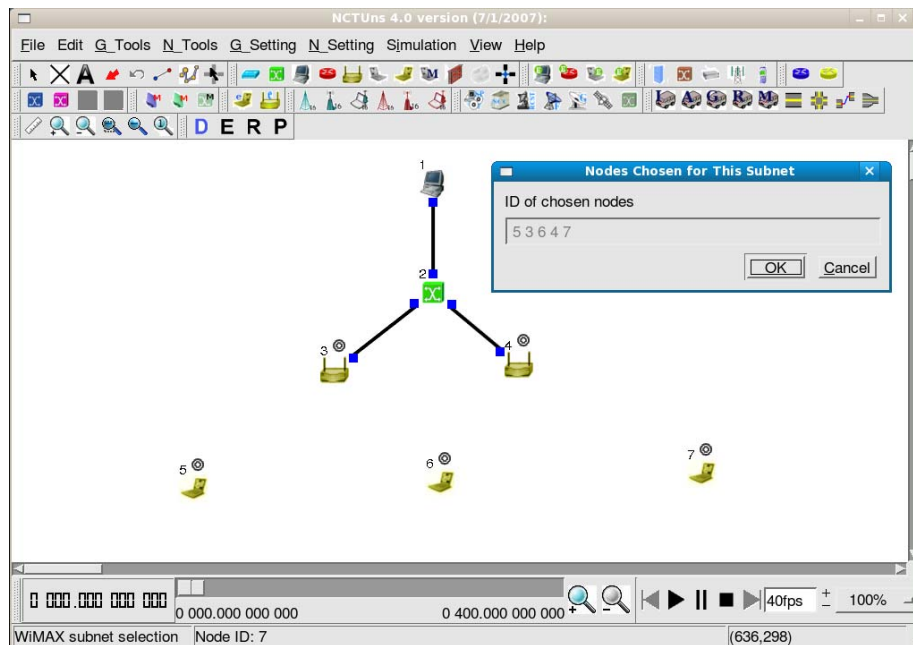 NCTUns 4.0 version (7/1/2007):
File Edit G_Tools N_Tools G_Setting N_Setting Simulation View Help
A M
A G R B M
D E R P
1
Nodes Chosen for This Subnet
ID of chosen nodes
5 3 6 4 7
OK Cancel
2
3
4
5
6
7
0 000.000 000 000
0 000.000 000 000
0 400.000 000 000
40fps
100%
WiMAX subnet selection
Node ID: 7
(636,298)